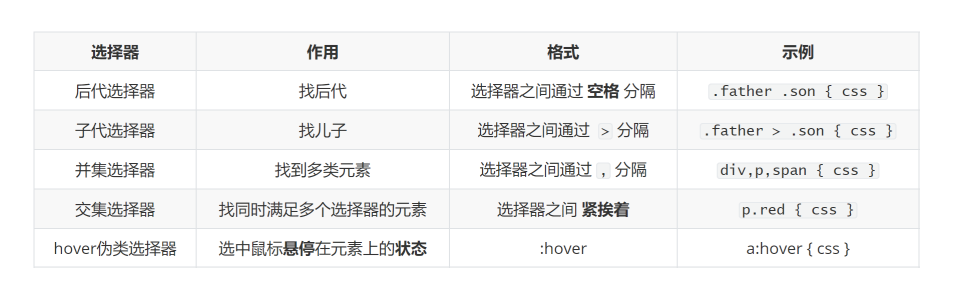 选择器 作用 格式 示例
后代选择器 找后代 选择器之间通过 空格 分隔 .father .son { css }
子代选择器 找儿子 选择器之间通过 > 分隔 .father > .son { css }
并集选择器 找到多类元素 选择器之间通过 , 分隔 div,p,span { css }
交集选择器 找同时满足多个选择器的元素 选择器之间 紧挨着 p.red { css }
hover伪类选择器 选中鼠标悬停在元素上的状态 :hover a:hover { css }